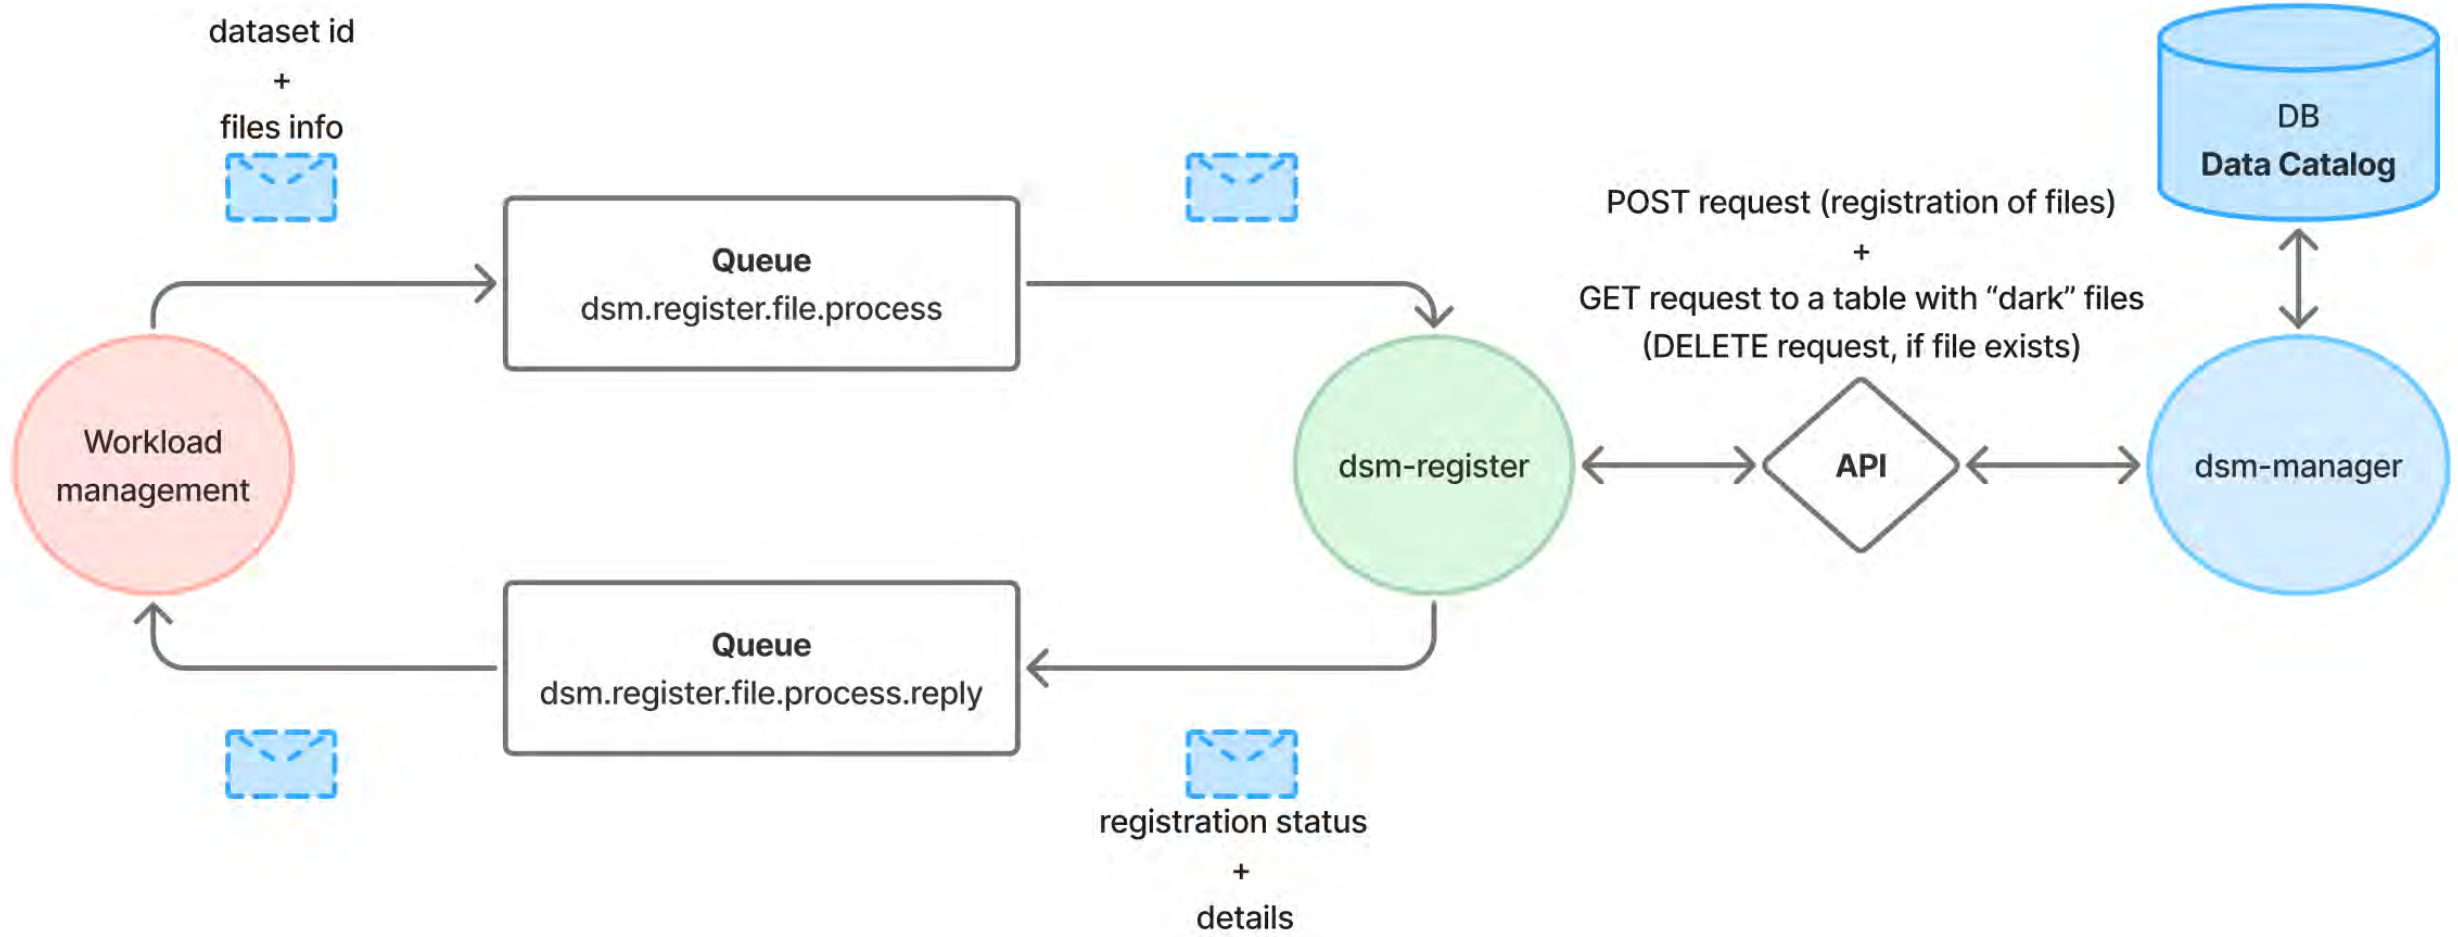 dataset id
+
files info
Queue
dsm.register.file.process
POST request (registration of files)
+
GET request to a table with “dark” files
(DELETE request, if file exists)
DB
Data Catalog
Workload
management
dsm-register
API
dsm-manager
Queue
dsm.register.file.process.reply
registration status
+
details